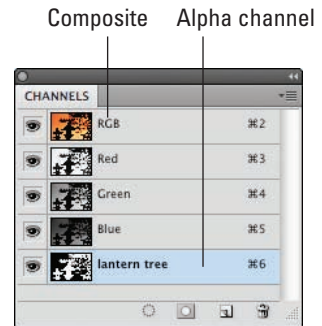 Composite Alpha channel
CHANNELS
RGB ⌘2
Red ⌘3
Green ⌘4
Blue ⌘5
lantern tree ⌘6